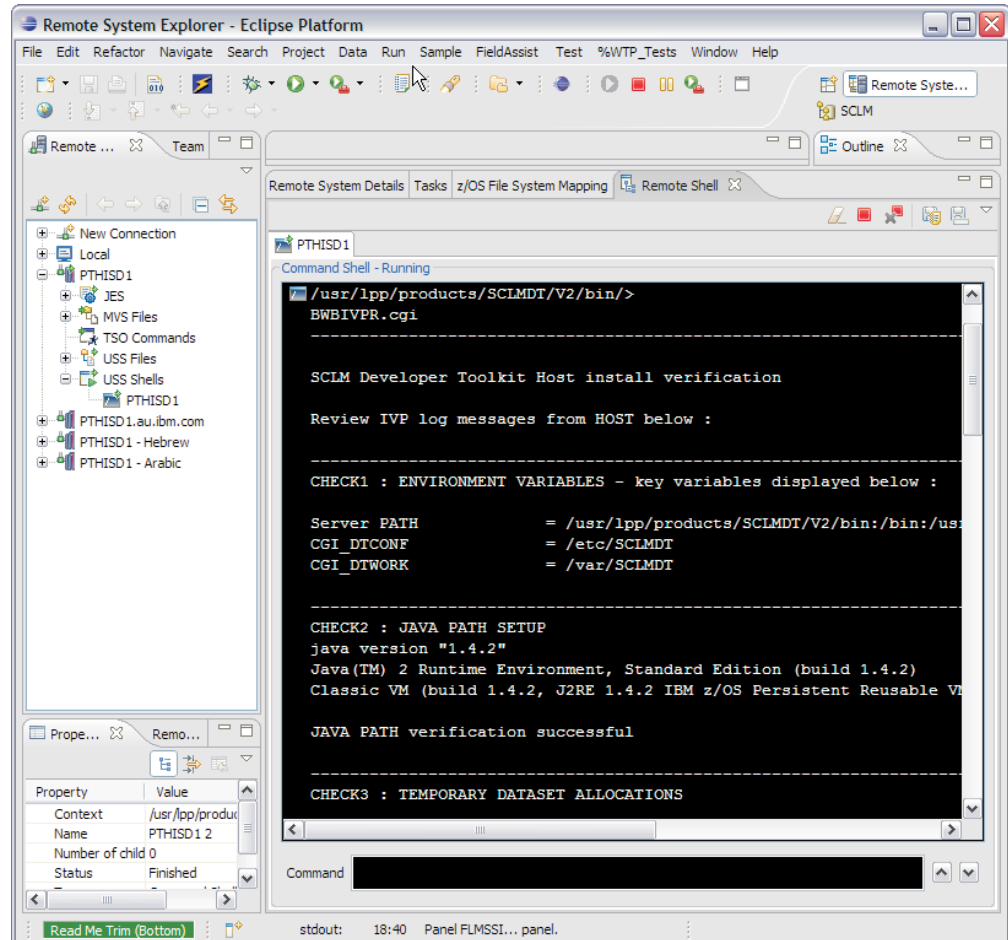 Remote System Explorer - Eclipse Platform
File Edit Refactor Navigate Search Project Data Run Sample FieldAssist Test %WTP_Tests Window Help
Remote Syste...
SCLM
Remote ... Team
Outline
New Connection
Local
PTHISD1
JES
MVS Files
TSO Commands
USS Files
USS Shells
PTHISD1
PTHISD1.au.ibm.com
PTHISD1 - Hebrew
PTHISD1 - Arabic
Remote System Details Tasks z/OS File System Mapping Remote Shell
PTHISD1
Command Shell - Running
/usr/lpp/products/SCLMDT/V2/bin/>
BWBIVPR.cgi
SCLM Developer Toolkit Host install verification
Review IVP log messages from HOST below :
CHECK1 : ENVIRONMENT VARIABLES - key variables displayed below :
Server PATH = /usr/lpp/products/SCLMDT/V2/bin:/bin:/us
CGI_DTCONF = /etc/SCLMDT
CGI_DTWORK = /var/SCLMDT
CHECK2 : JAVA PATH SETUP
java version "1.4.2"
Java(TM) 2 Runtime Environment, Standard Edition (build 1.4.2)
Classic VM (build 1.4.2, J2RE 1.4.2 IBM z/OS Persistent Reusable
JAVA PATH verification successful
CHECK3 : TEMPORARY DATASET ALLOCATIONS
Command
Prope... Remo...
Property Value
Context /usr/lpp/produc
Name PTHISD1 2
Number of child 0
Status Finished
Read Me Trim (Bottom)
stdout: 18:40 Panel FLMSSI... panel.